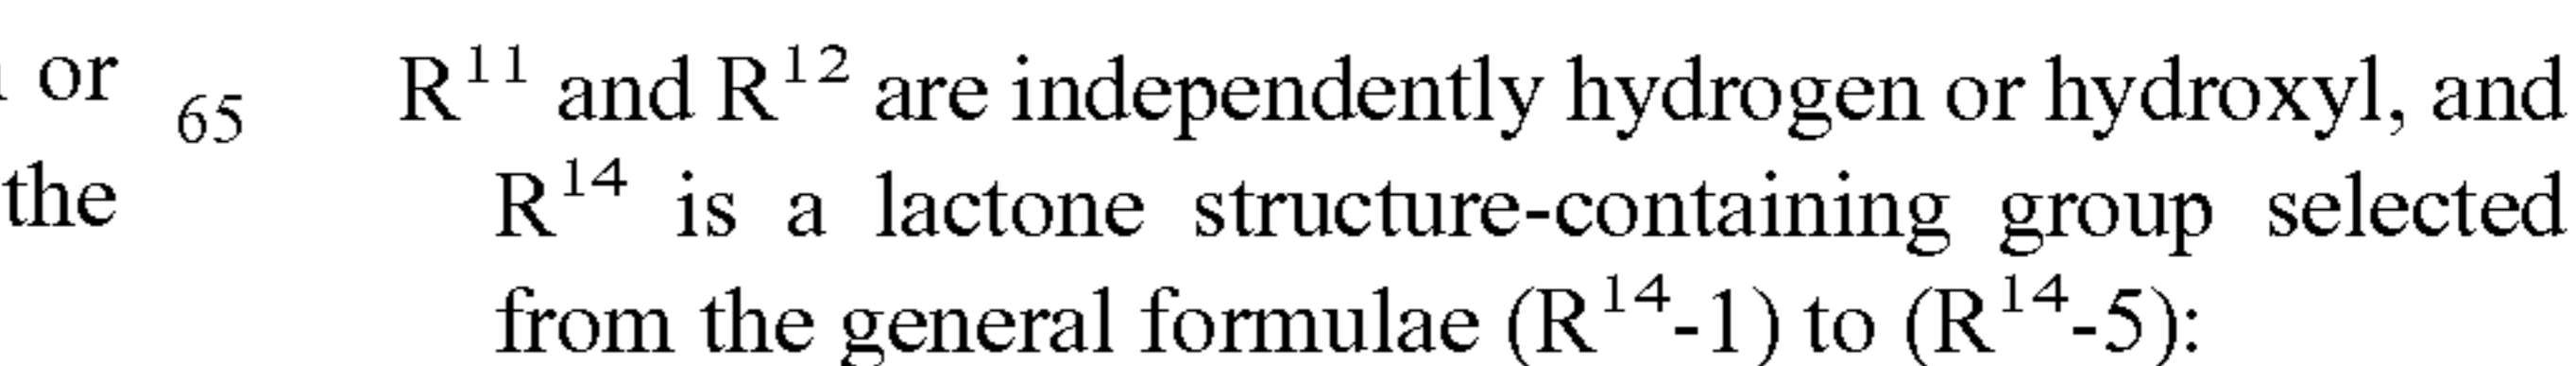 or
the
65
R¹¹ and R¹² are independently hydrogen or hydroxyl, and
R¹⁴ is a lactone structure-containing group selected
from the general formulae (R¹⁴-1) to (R¹⁴-5):